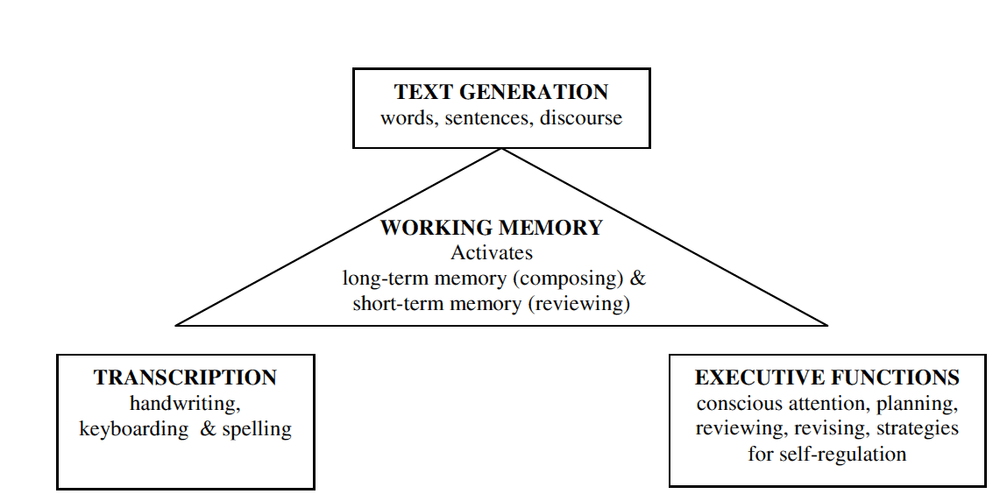 TEXT GENERATION
words, sentences, discourse
WORKING MEMORY
Activates
long-term memory (composing) &
short-term memory (reviewing)
TRANSCRIPTION
handwriting,
keyboarding & spelling
EXECUTIVE FUNCTIONS
conscious attention, planning,
reviewing, revising, strategies
for self-regulation